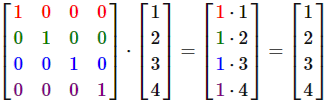 1 0 0 0 1 1 · 1 1
0 1 0 0 · 2 = 1 · 2 = 2
0 0 1 0 3 1 · 3 3
0 0 0 1 4 1 · 4 4